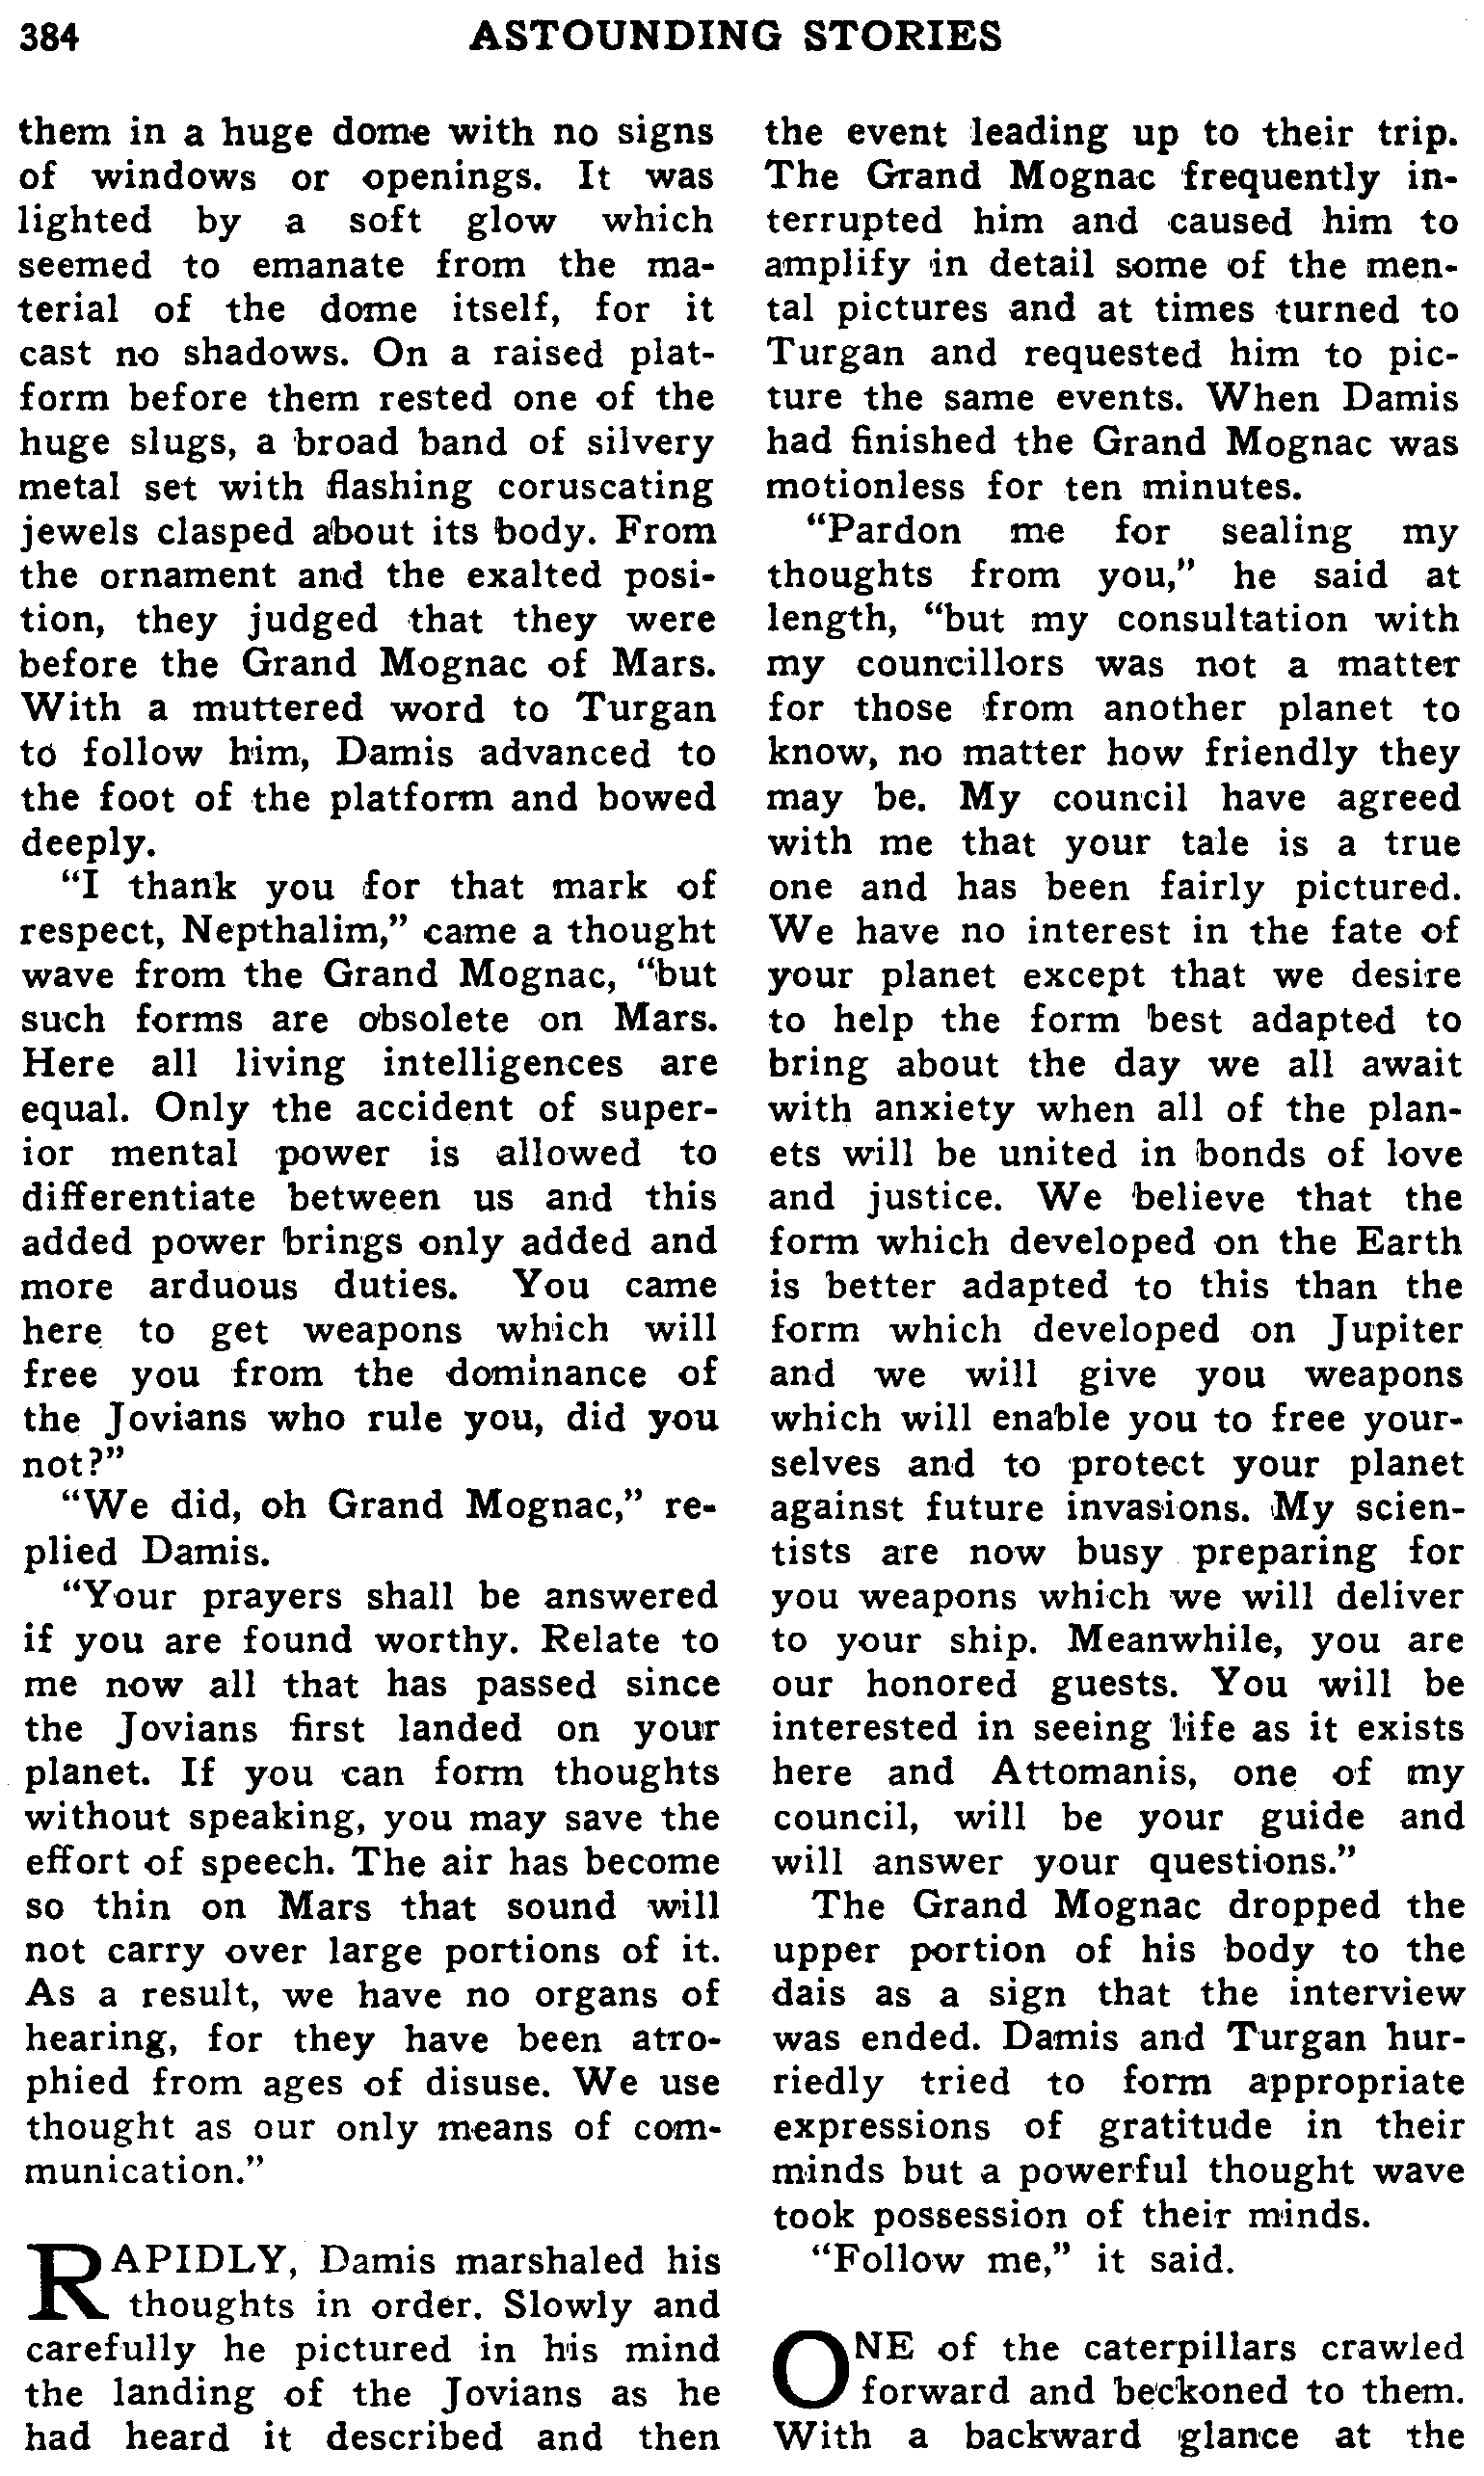 384
ASTOUNDING STORIES
them in a huge dome with no signs
of windows or openings. It was
lighted by a soft glow which
seemed to emanate from the ma-
terial of the dome itself, for it
cast no shadows. On a raised plat-
form before them rested one of the
huge slugs, a broad band of silvery
metal set with flashing coruscating
jewels clasped about its body. From
the ornament and the exalted posi-
tion, they judged that they were
before the Grand Mognac of Mars.
With a muttered word to Turgan
to follow him, Damis advanced to
the foot of the platform and bowed
deeply.
"I thank you for that mark of
respect, Nepthalim," came a thought
wave from the Grand Mognac, "but
such forms are obsolete on Mars.
Here all living intelligences are
equal. Only the accident of super-
ior mental power is allowed to
differentiate between us and this
added power brings only added and
more arduous duties. You came
here to get weapons which will
free you from the dominance of
the Jovians who rule you, did you
not?"
"We did, oh Grand Mognac," re-
plied Damis.
"Your prayers shall be answered
if you are found worthy. Relate to
me now all that has passed since
the Jovians first landed on your
planet. If you can form thoughts
without speaking, you may save the
effort of speech. The air has become
so thin on Mars that sound will
not carry over large portions of it.
As a result, we have no organs of
hearing, for they have been atro-
phied from ages of disuse. We use
thought as our only means of com-
munication."
RAPIDLY, Damis marshaled his
thoughts in order. Slowly and
carefully he pictured in his mind
the landing of the Jovians as he
had heard it described and then
the event leading up to their trip.
The Grand Mognac frequently in-
terrupted him and caused him to
amplify in detail some of the men-
tal pictures and at times turned to
Turgan and requested him to pic-
ture the same events. When Damis
had finished the Grand Mognac was
motionless for ten minutes.
"Pardon me for sealing my
thoughts from you," he said at
length, "but my consultation with
my councillors was not a matter
for those from another planet to
know, no matter how friendly they
may be. My council have agreed
with me that your tale is a true
one and has been fairly pictured.
We have no interest in the fate of
your planet except that we desire
to help the form best adapted to
bring about the day we all await
with anxiety when all of the plan-
ets will be united in bonds of love
and justice. We believe that the
form which developed on the Earth
is better adapted to this than the
form which developed on Jupiter
and we will give you weapons
which will enable you to free your-
selves and to protect your planet
against future invasions. My scien-
tists are now busy preparing for
you weapons which we will deliver
to your ship. Meanwhile, you are
our honored guests. You will be
interested in seeing life as it exists
here and Attomanis, one of my
council, will be your guide and
will answer your questions."
The Grand Mognac dropped the
upper portion of his body to the
dais as a sign that the interview
was ended. Damis and Turgan hur-
riedly tried to form appropriate
expressions of gratitude in their
minds but a powerful thought wave
took possession of their minds.
"Follow me," it said.
ONE of the caterpillars crawled
forward and beckoned to them.
With a backward glance at the